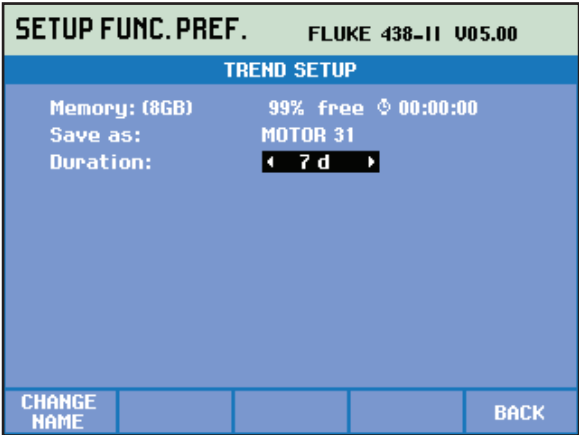 SETUP FUNC. PREF. FLUKE 438-II V05.00
TREND SETUP
Memory: (8GB) 99% free 00:00:00
Save as: MOTOR 31
Duration: 7 d
CHANGE NAME BACK